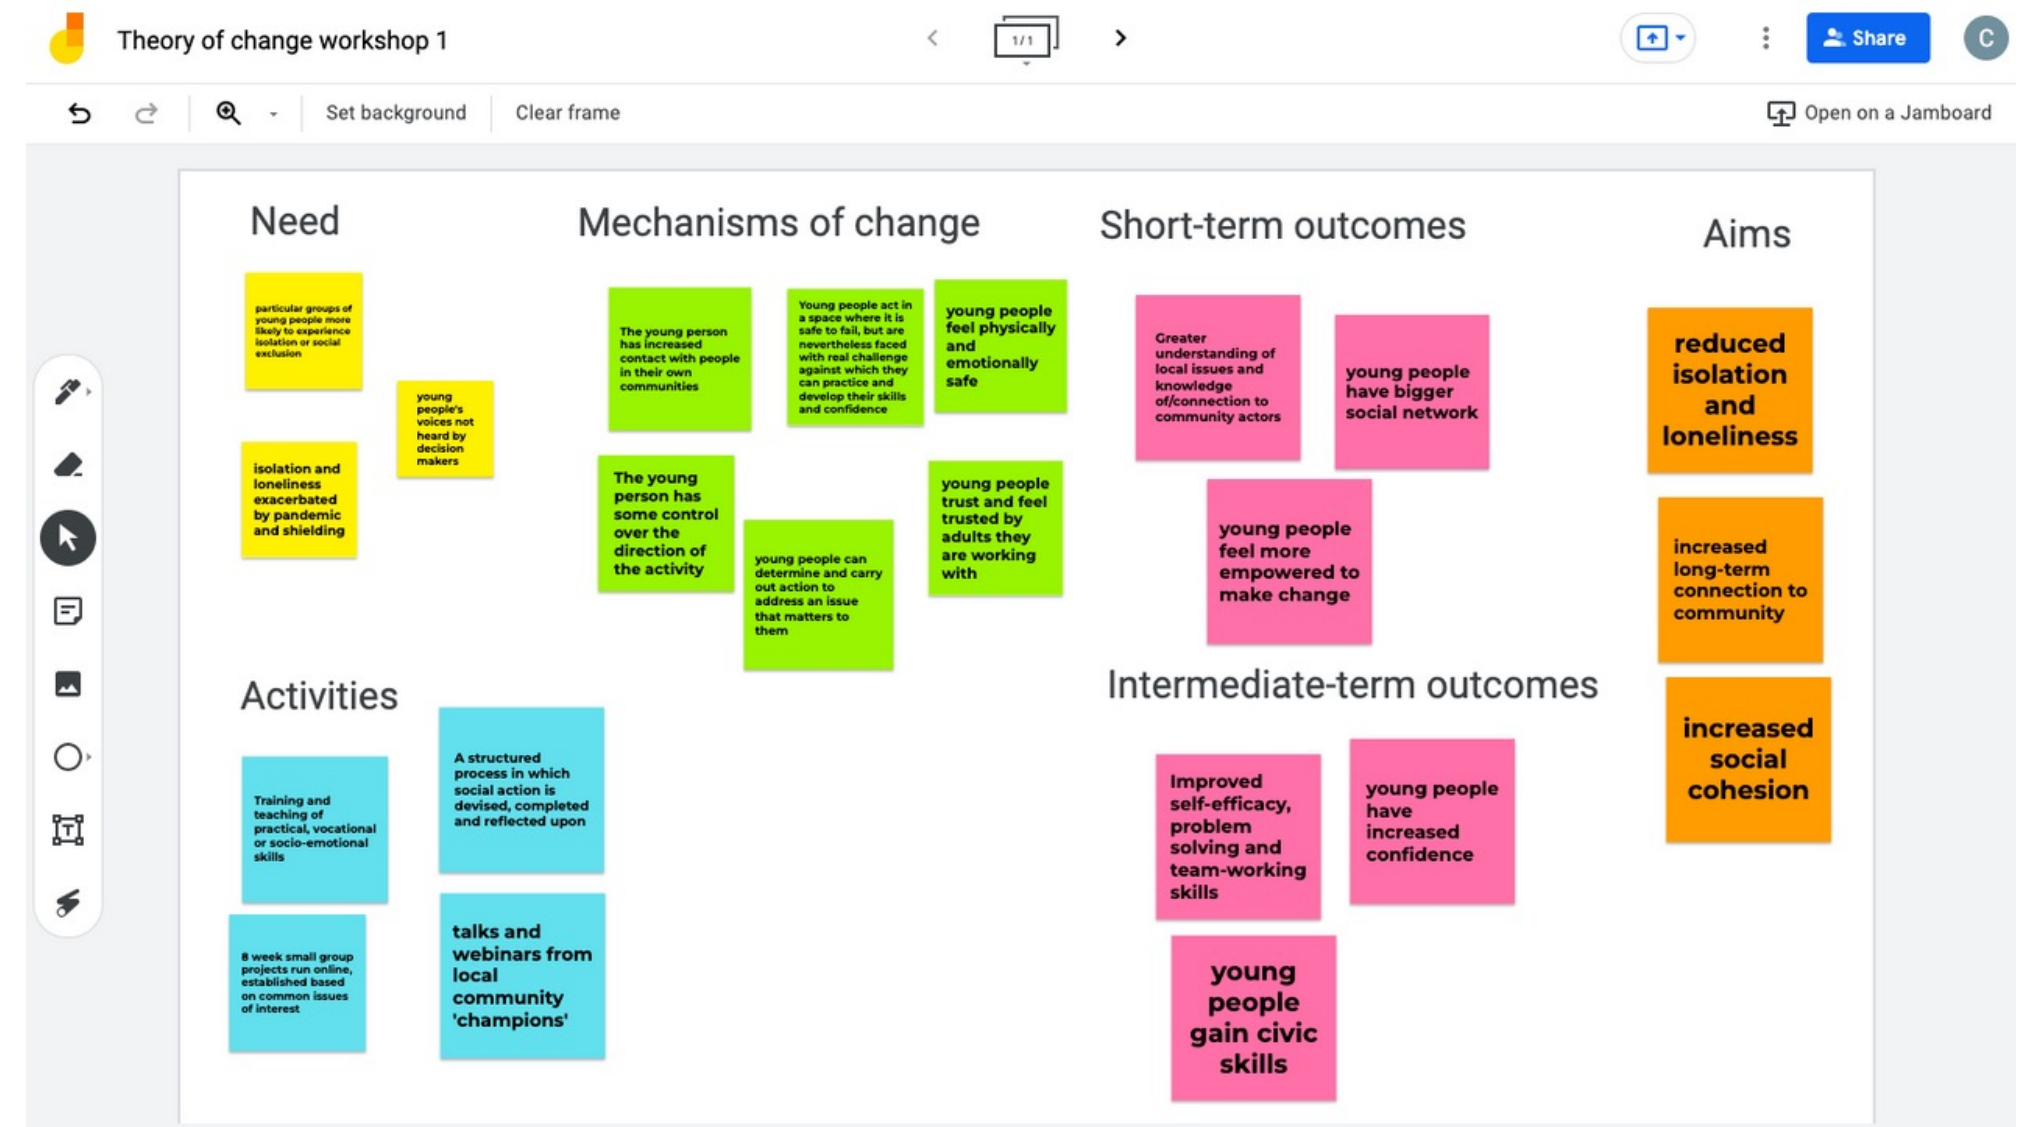 Theory of change workshop 1
1/1
Share
C
Set background
Clear frame
Open on a Jamboard
Need
particular groups of
young people more
likely to experience
isolation or social
exclusion
young
people's
voices not
heard by
decision
makers
isolation and
loneliness
exacerbated
by pandemic
and shielding
Mechanisms of change
The young person
has increased
contact with people
in their own
communities
Young people act in
a space where it is
safe to fail, but are
nevertheless faced
with real challenge
against which they
can practice and
develop their skills
and confidence
young people
feel physically
and
emotionally
safe
The young
person has
some control
over the
direction of
the activity
young people can
determine and carry
out action to
address an issue
that matters to
them
young people
trust and feel
trusted by
adults they
are working
with
Short-term outcomes
Greater
understanding of
local issues and
knowledge
of/connection to
community actors
young people
have bigger
social network
young people
feel more
empowered to
make change
Aims
reduced
isolation
and
loneliness
increased
long-term
connection to
community
increased
social
cohesion
Activities
Training and
teaching of
practical, vocational
or socio-emotional
skills
A structured
process in which
social action is
devised, completed
and reflected upon
8 week small group
projects run online,
established based
on common issues
of interest
talks and
webinars from
local
community
'champions'
Intermediate-term outcomes
Improved
self-efficacy,
problem
solving and
team-working
skills
young people
have
increased
confidence
young
people
gain civic
skills